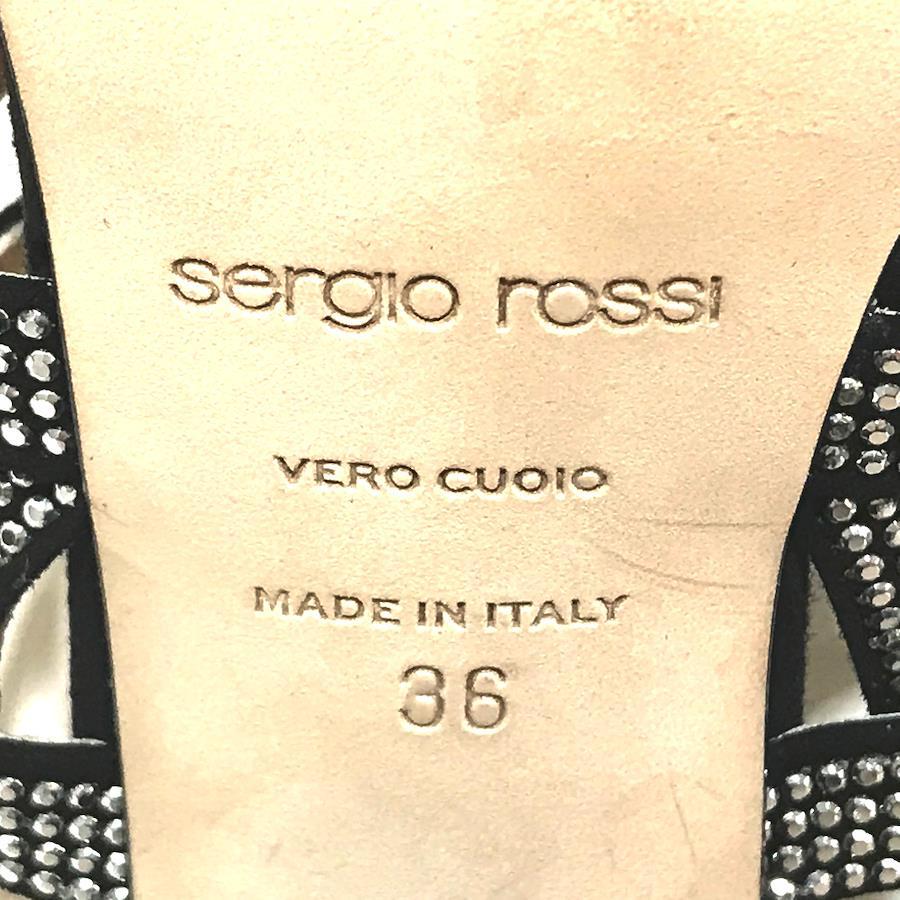 sergio rossi
VERO CUOIO
MADE IN ITALY
36